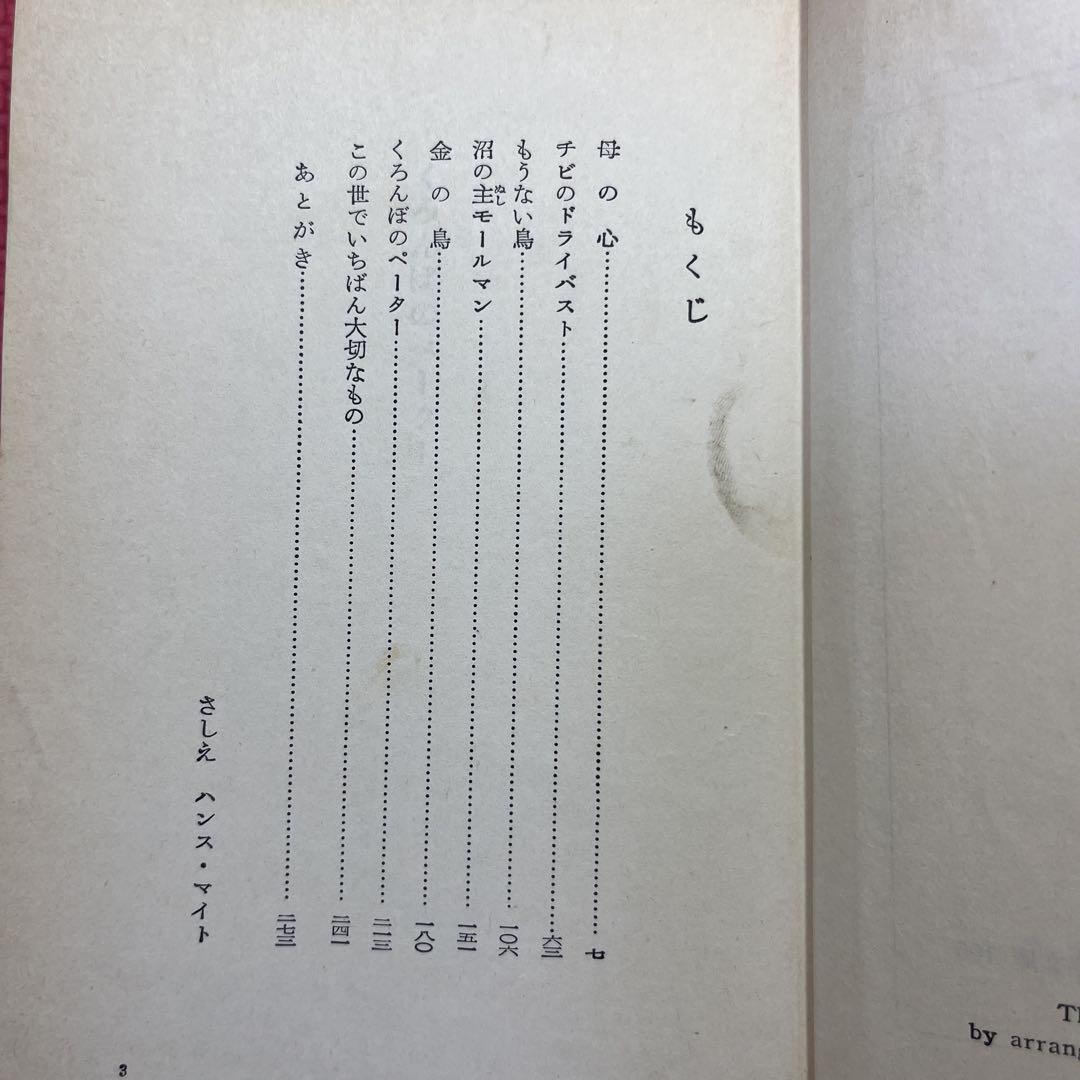 もくじ
母の心……七
チビのドライバスト……六三
もうない鳥……一〇六
沼の主モールマン……一五一
ぬし
金の鳥……一八〇
くろんぼのペーター……二一三
この世でいちばん大切なもの……二四一
あとがき……二七三
さしえ ハンス・マイト
3
by arrang